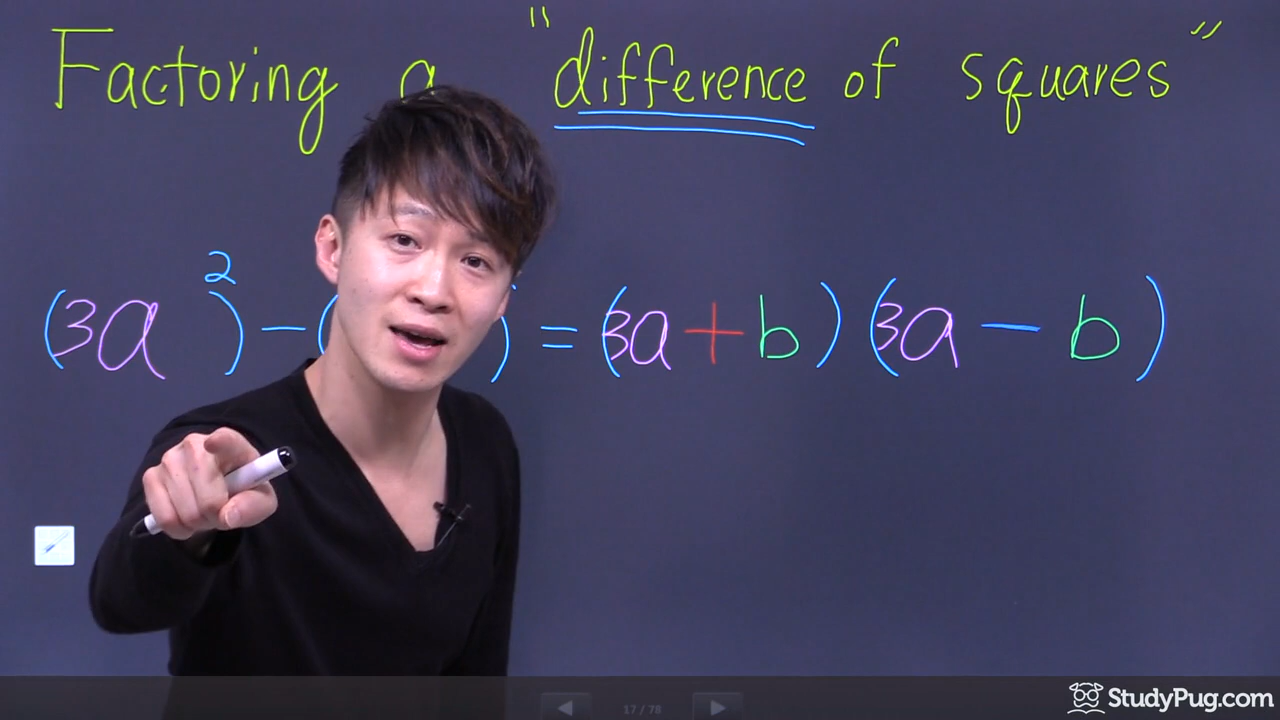 Factoring a "difference of squares"
(3a)² - ( ) = (3a + b) (3a - b)
17 / 78
StudyPug.com